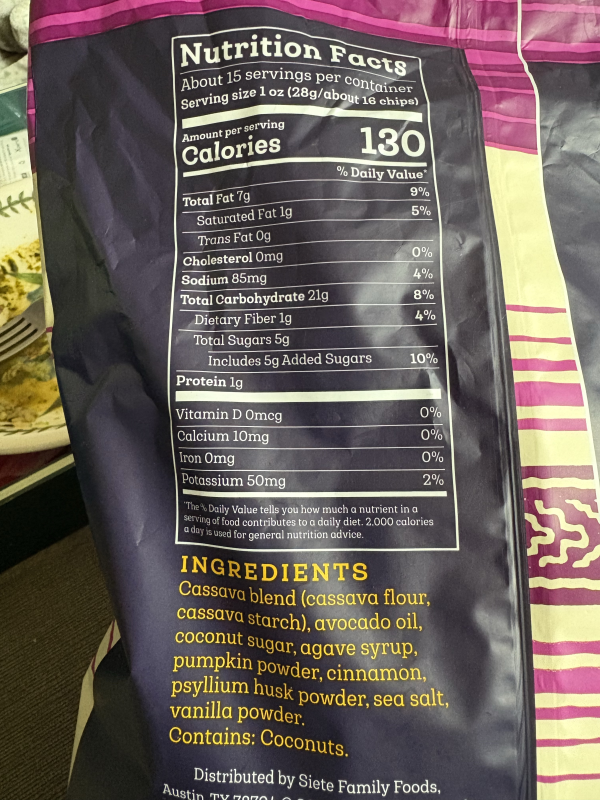 Nutrition Facts
About 15 servings per container
Serving size 1 oz (28g/about 16 chips)
Amount per serving
Calories 130
% Daily Value*
Total Fat 7g 9%
Saturated Fat 1g 5%
Trans Fat 0g
Cholesterol 0mg 0%
Sodium 85mg 4%
Total Carbohydrate 21g 8%
Dietary Fiber 1g 4%
Total Sugars 5g
Includes 5g Added Sugars 10%
Protein 1g
Vitamin D 0mcg 0%
Calcium 10mg 0%
Iron 0mg 0%
Potassium 50mg 2%
*The % Daily Value tells you how much a nutrient in a
serving of food contributes to a daily diet. 2,000 calories
a day is used for general nutrition advice.
INGREDIENTS
Cassava blend (cassava flour,
cassava starch), avocado oil,
coconut sugar, agave syrup,
pumpkin powder, cinnamon,
psyllium husk powder, sea salt,
vanilla powder.
Contains: Coconuts.
Distributed by Siete Family Foods,
Austin, TX